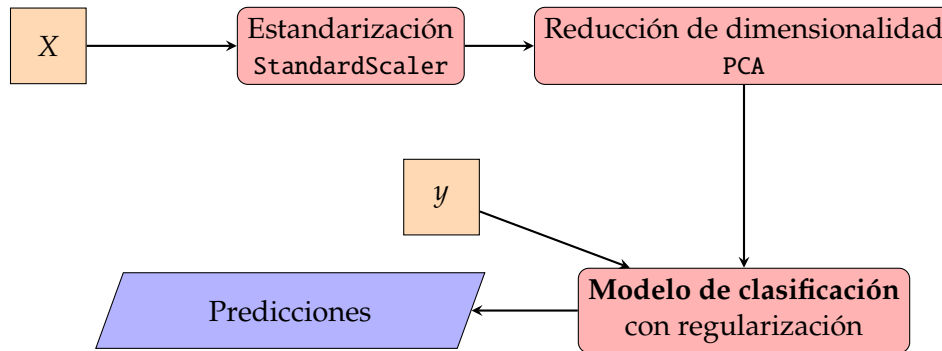 X
Estandarización
StandardScaler
Reducción de dimensionalidad
PCA
y
Modelo de clasificación
con regularización
Predicciones